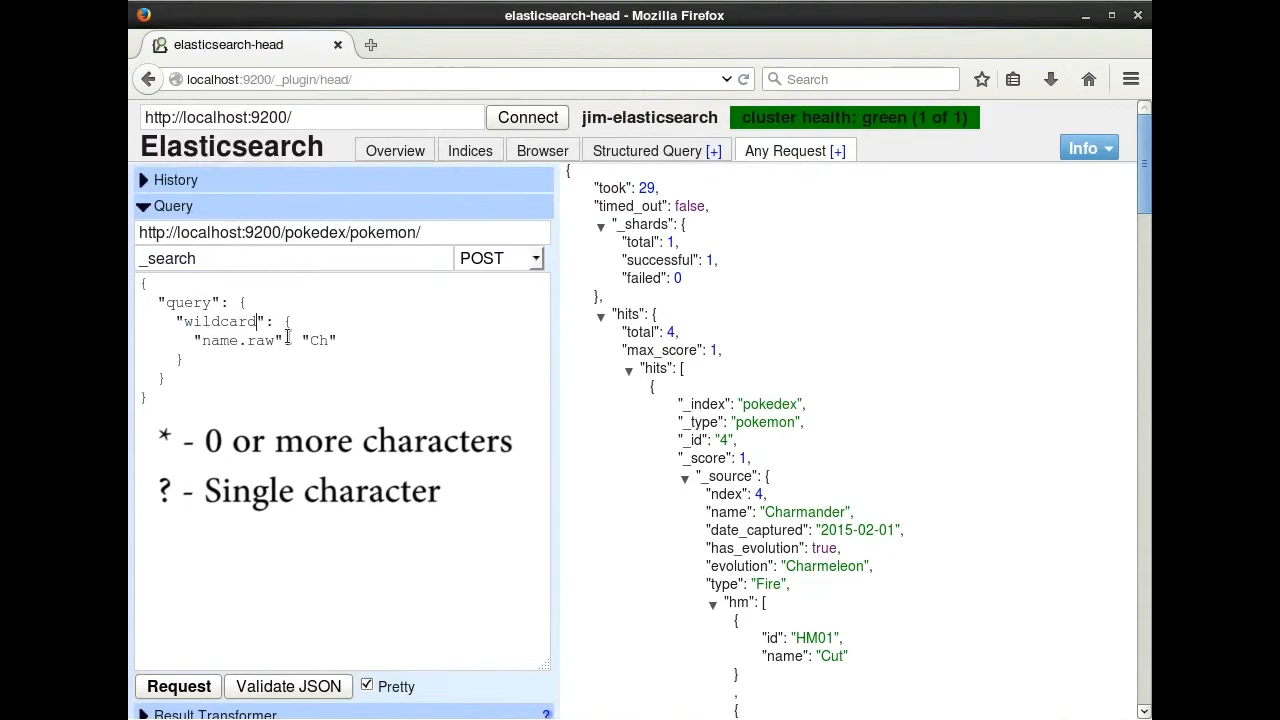 elasticsearch-head - Mozilla Firefox
elasticsearch-head
localhost:9200/_plugin/head/
Search
http://localhost:9200/
Connect
jim-elasticsearch
cluster health: green (1 of 1)
Elasticsearch
Overview
Indices
Browser
Structured Query [+]
Any Request [+]
Info
History
Query
http://localhost:9200/pokedex/pokemon/
_search
POST
{
"query": {
"wildcard": {
"name.raw": "Ch"
}
}
}
* - 0 or more characters
? - Single character
Request
Validate JSON
Pretty
Result Transformer
?
{
"took": 29,
"timed_out": false,
"_shards": {
"total": 1,
"successful": 1,
"failed": 0
},
"hits": {
"total": 4,
"max_score": 1,
"hits": [
{
"_index": "pokedex",
"_type": "pokemon",
"_id": "4",
"_score": 1,
"_source": {
"ndex": 4,
"name": "Charmander",
"date_captured": "2015-02-01",
"has_evolution": true,
"evolution": "Charmeleon",
"type": "Fire",
"hm": [
{
"id": "HM01",
"name": "Cut"
}
,
{